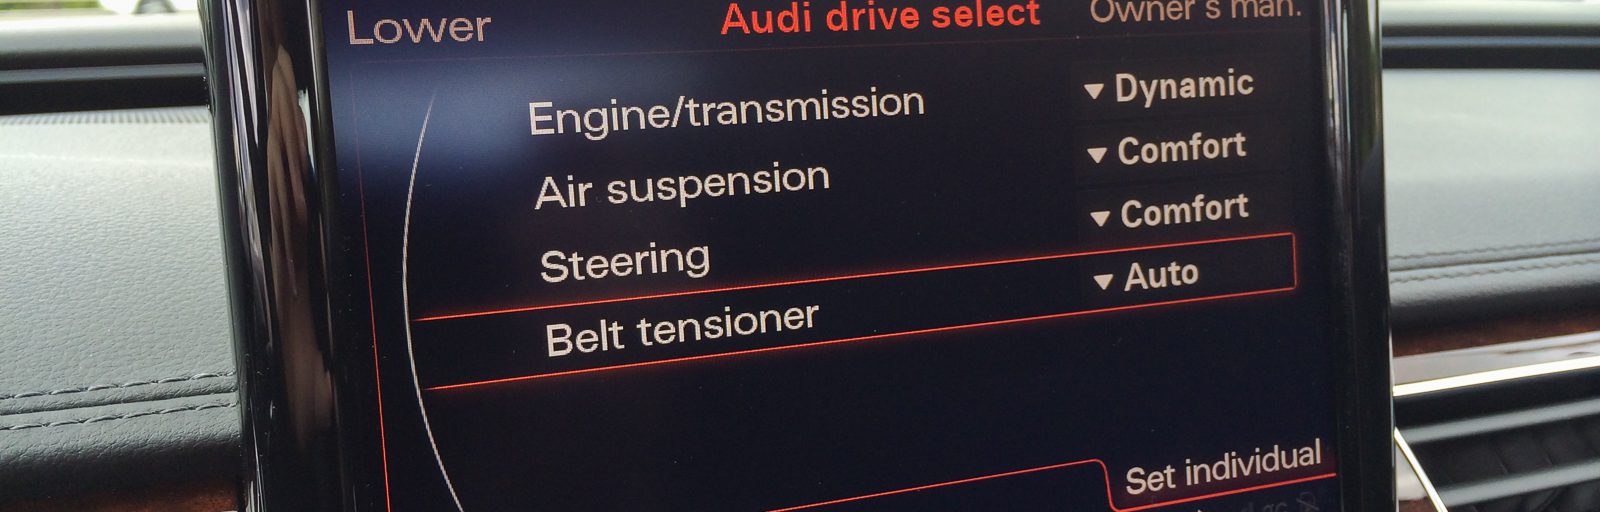 Lower Audi drive select Owner's man.
Engine/transmission ▼ Dynamic
Air suspension ▼ Comfort
Steering ▼ Comfort
Belt tensioner ▼ Auto
Set individual